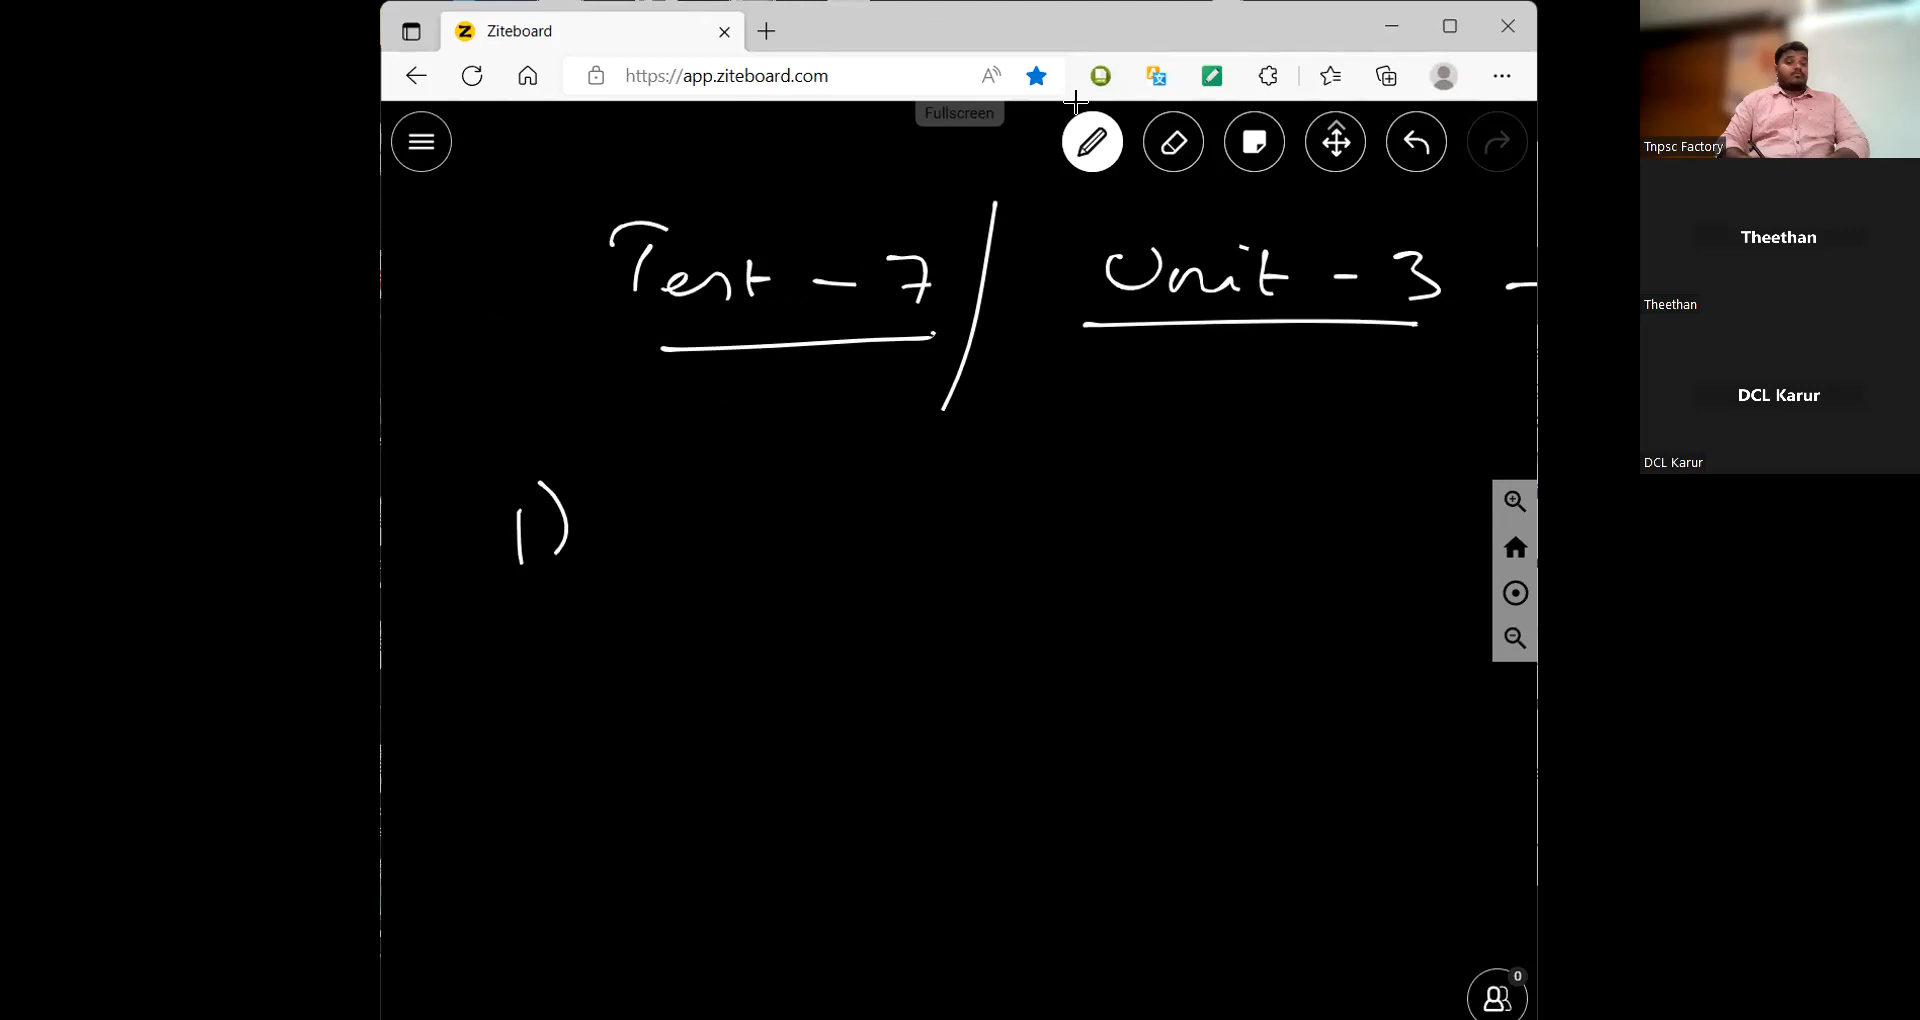 Ziteboard
https://app.ziteboard.com
Fullscreen
Test - 7 / Unit - 3 -
1)
0
Tnpsc Factory
Theethan
Theethan
DCL Karur
DCL Karur